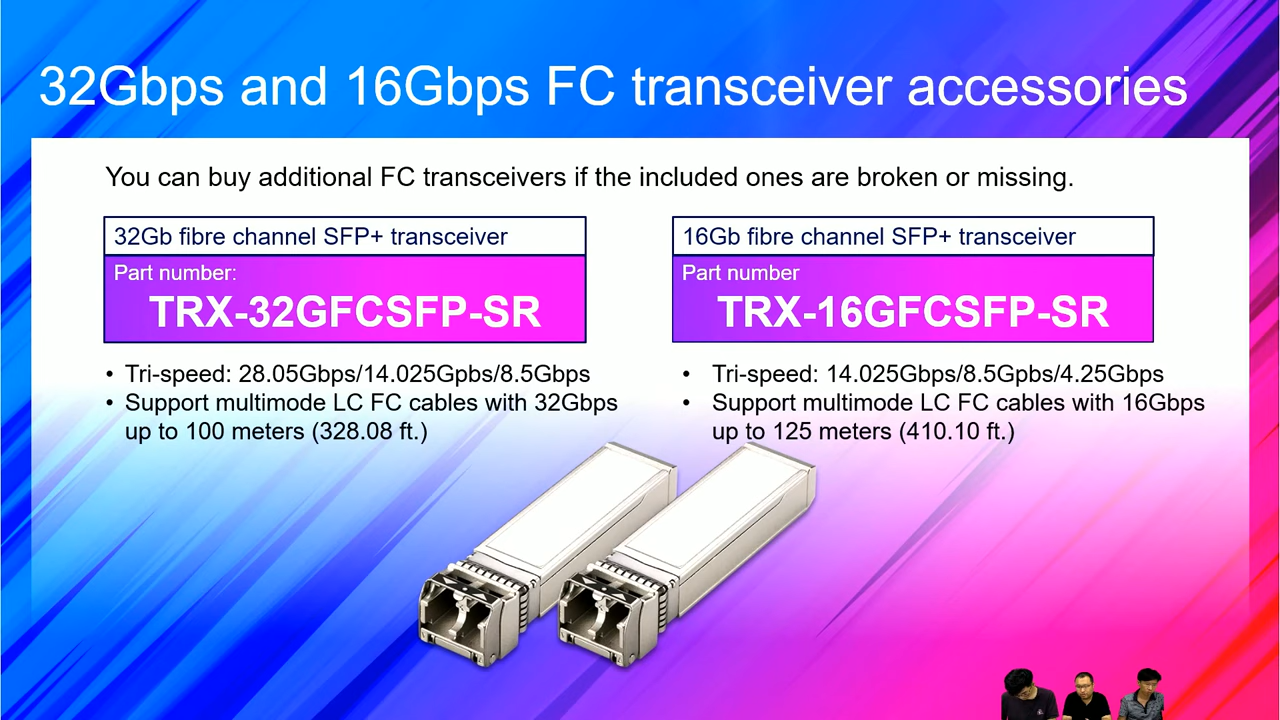 32Gbps and 16Gbps FC transceiver accessories
You can buy additional FC transceivers if the included ones are broken or missing.
32Gb fibre channel SFP+ transceiver
Part number:
TRX-32GFCSFP-SR
• Tri-speed: 28.05Gbps/14.025Gpbs/8.5Gbps
• Support multimode LC FC cables with 32Gbps
up to 100 meters (328.08 ft.)
16Gb fibre channel SFP+ transceiver
Part number
TRX-16GFCSFP-SR
• Tri-speed: 14.025Gbps/8.5Gpbs/4.25Gbps
• Support multimode LC FC cables with 16Gbps
up to 125 meters (410.10 ft.)